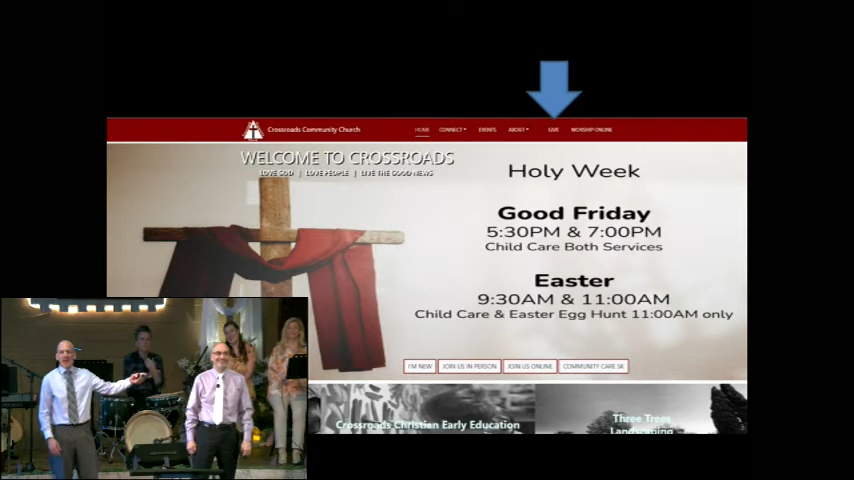 Crossroads Community Church
HOME CONNECT EVENTS ABOUT GIVE WORSHIP ONLINE
WELCOME TO CROSSROADS
LOVE GOD | LOVE PEOPLE | LIVE THE GOOD NEWS
Holy Week
Good Friday
5:30PM & 7:00PM
Child Care Both Services
Easter
9:30AM & 11:00AM
Child Care & Easter Egg Hunt 11:00AM only
I'M NEW JOIN US IN PERSON JOIN US ONLINE COMMUNITY CARE SK
Crossroads Christian Early Education
Three Trees
Landscaping